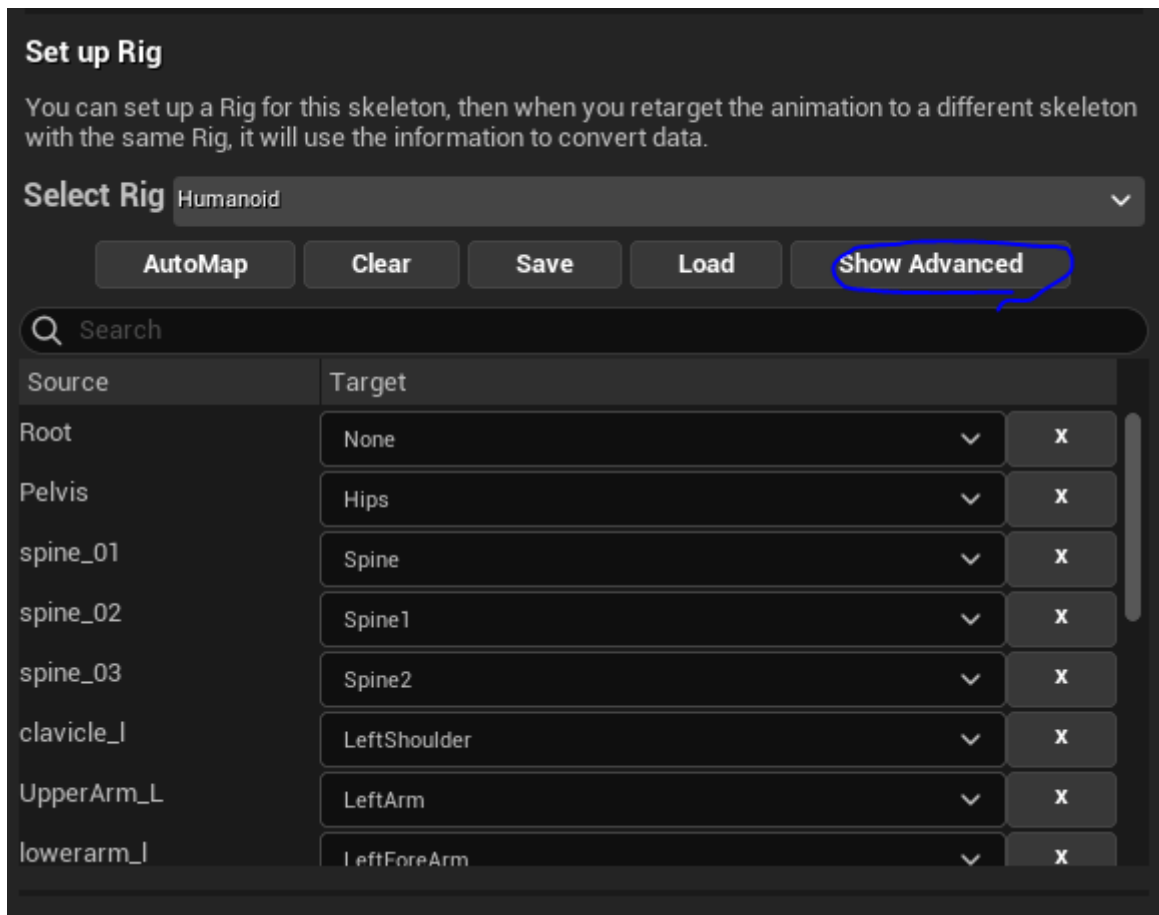 Set up Rig
You can set up a Rig for this skeleton, then when you retarget the animation to a different skeleton
with the same Rig, it will use the information to convert data.
Select Rig Humanoid
AutoMap Clear Save Load Show Advanced
Search
Source Target
Root None x
Pelvis Hips x
spine_01 Spine x
spine_02 Spine1 x
spine_03 Spine2 x
clavicle_l LeftShoulder x
UpperArm_L LeftArm x
lowerarm_l LeftForeArm x